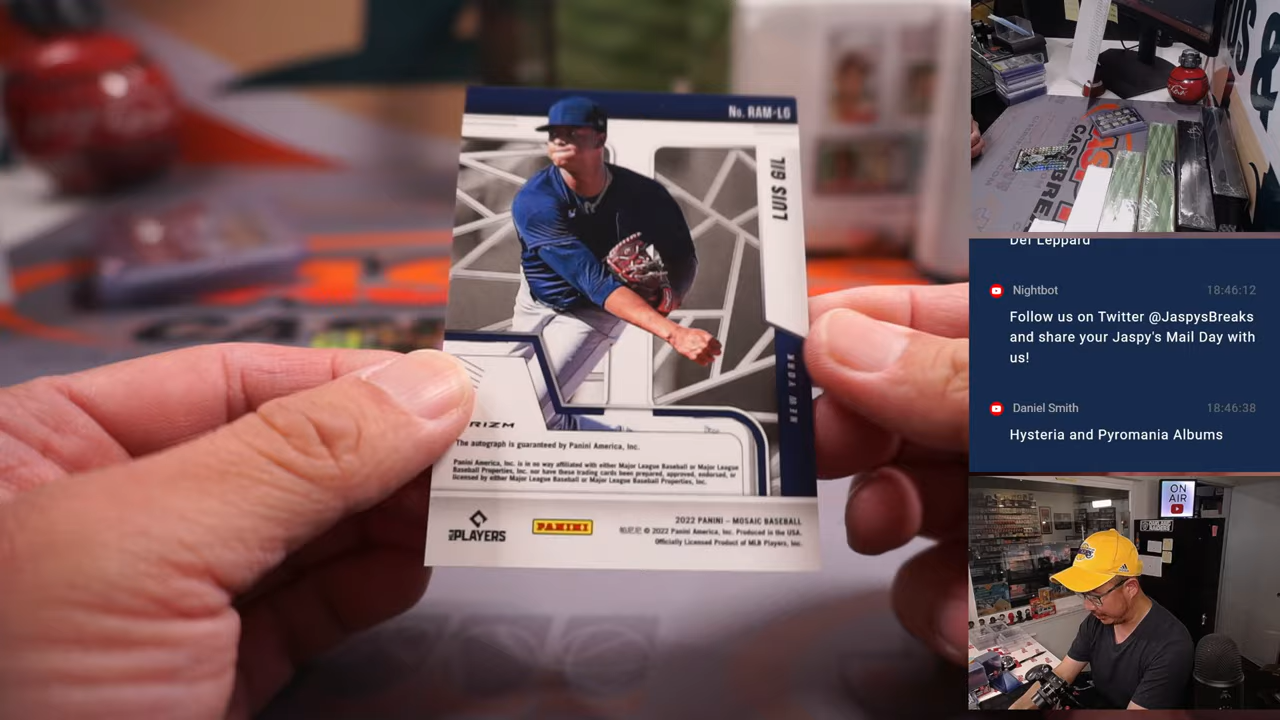 No. RAM-LG
LUIS GIL
NEW YORK
RIZM
The autograph is guaranteed by Panini America, Inc.
Panini America, Inc. is in no way affiliated with either Major League Baseball or Major League
Baseball Properties, Inc. nor have these trading cards been prepared, approved, endorsed, or
licensed by either Major League Baseball or Major League Baseball Properties, Inc.
PLAYERS
PANINI
2022 PANINI – MOSAIC BASEBALL
© 2022 Panini America, Inc. Produced in the USA.
Officially Licensed Product of MLB Players, Inc.
US &
CASH
BREA
Def Leppard
Nightbot 18:46:12
Follow us on Twitter @JaspysBreaks
and share your Jaspy's Mail Day with
us!
Daniel Smith 18:46:38
Hysteria and Pyromania Albums
ON
AIR